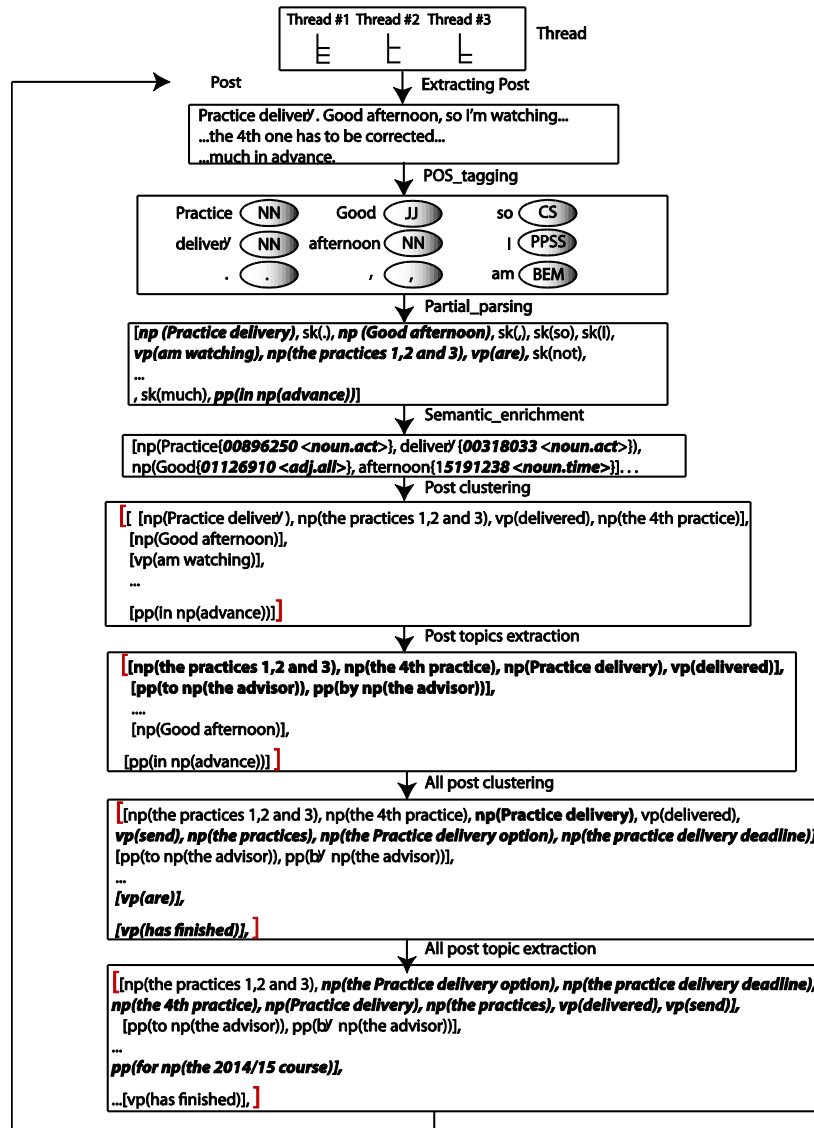 Thread #1 Thread #2 Thread #3
Thread
Post
Extracting Post
Practice delivery. Good afternoon, so I'm watching...
...the 4th one has to be corrected...
...much in advance.
POS_tagging
Practice NN Good JJ so CS
delivery NN afternoon NN I PPSS
. . , , am BEM
Partial_parsing
[np (Practice delivery), sk(.), np (Good afternoon), sk(,), sk(so), sk(I),
vp(am watching), np(the practices 1,2 and 3), vp(are), sk(not),
...
, sk(much), pp(in np(advance))]
Semantic_enrichment
[np(Practice{00896250 <noun.act>}, delivery {00318033 <noun.act>}),
np(Good{01126910 <adj.all>}, afternoon{15191238 <noun.time>}]. . .
Post clustering
[ [np(Practice delivery), np(the practices 1,2 and 3), vp(delivered), np(the 4th practice)],
[np(Good afternoon)],
[vp(am watching)],
...
[pp(in np(advance))]]
Post topics extraction
[[np(the practices 1,2 and 3), np(the 4th practice), np(Practice delivery), vp(delivered)],
[pp(to np(the advisor)), pp(by np(the advisor))],
....
[np(Good afternoon)],
[pp(in np(advance))] ]
All post clustering
[[np(the practices 1,2 and 3), np(the 4th practice), np(Practice delivery), vp(delivered),
vp(send), np(the practices), np(the Practice delivery option), np(the practice delivery deadline)]
[pp(to np(the advisor)), pp(by np(the advisor))],
...
[vp(are)],
[vp(has finished)], ]
All post topic extraction
[[np(the practices 1,2 and 3), np(the Practice delivery option), np(the practice delivery deadline),
np(the 4th practice), np(Practice delivery), np(the practices), vp(delivered), vp(send)],
[pp(to np(the advisor)), pp(by np(the advisor))],
...
pp(for np(the 2014/15 course)],
...[vp(has finished)], ]